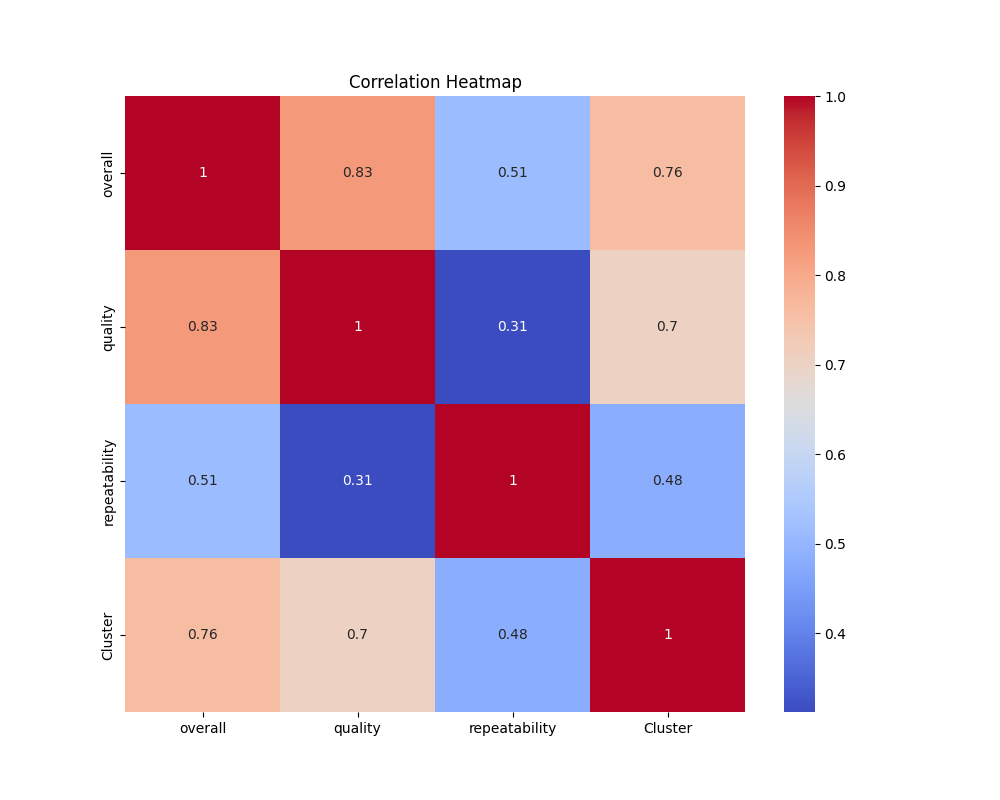 Correlation Heatmap
overall 1 0.83 0.51 0.76
quality 0.83 1 0.31 0.7
repeatability 0.51 0.31 1 0.48
Cluster 0.76 0.7 0.48 1
overall quality repeatability Cluster
1.0
0.9
0.8
0.7
0.6
0.5
0.4